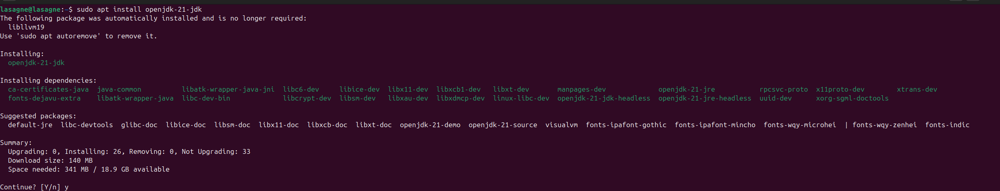 lasagne@lasagne:~$ sudo apt install openjdk-21-jdk
The following package was automatically installed and is no longer required:
  libllvm19
Use 'sudo apt autoremove' to remove it.

Installing:
  openjdk-21-jdk

Installing dependencies:
  ca-certificates-java  java-common          libatk-wrapper-java-jni  libc6-dev     libice-dev  libx11-dev  libxcb1-dev   libxt-dev       manpages-dev             openjdk-21-jre           rpcsvc-proto  x11proto-dev        xtrans-dev
  fonts-dejavu-extra    libatk-wrapper-java  libc-dev-bin             libcrypt-dev  libsm-dev   libxau-dev  libxdmcp-dev  linux-libc-dev  openjdk-21-jdk-headless  openjdk-21-jre-headless  uuid-dev      xorg-sgml-doctools

Suggested packages:
  default-jre  libc-devtools  glibc-doc  libice-doc  libsm-doc  libx11-doc  libxcb-doc  libxt-doc  openjdk-21-demo  openjdk-21-source  visualvm  fonts-ipafont-gothic  fonts-ipafont-mincho  fonts-wqy-microhei  | fonts-wqy-zenhei  fonts-indic

Summary:
  Upgrading: 0, Installing: 26, Removing: 0, Not Upgrading: 33
  Download size: 140 MB
  Space needed: 341 MB / 18.9 GB available

Continue? [Y/n] y